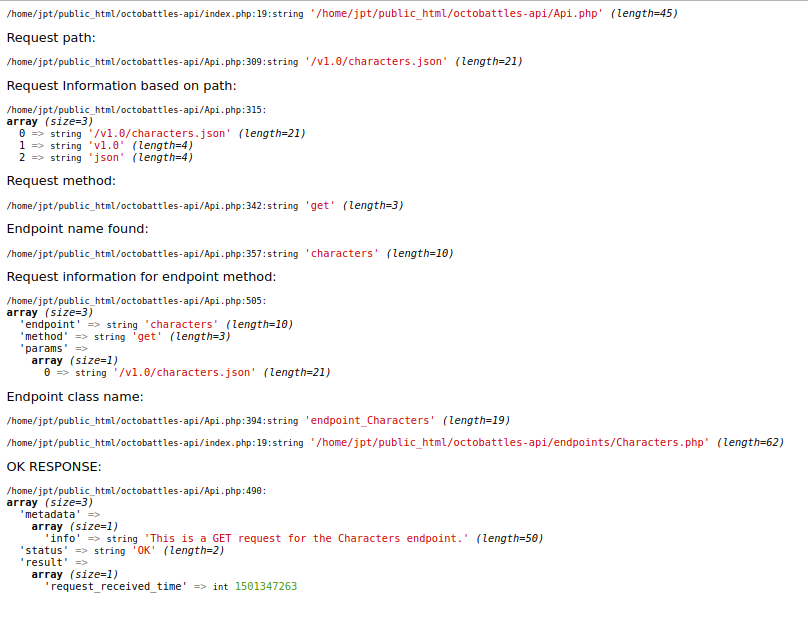 /home/jpt/public_html/octobattles-api/index.php:19:string '/home/jpt/public_html/octobattles-api/Api.php' (length=45)
Request path:
/home/jpt/public_html/octobattles-api/Api.php:309:string '/v1.0/characters.json' (length=21)
Request Information based on path:
/home/jpt/public_html/octobattles-api/Api.php:315:
array (size=3)
0 => string '/v1.0/characters.json' (length=21)
1 => string 'v1.0' (length=4)
2 => string 'json' (length=4)
Request method:
/home/jpt/public_html/octobattles-api/Api.php:342:string 'get' (length=3)
Endpoint name found:
/home/jpt/public_html/octobattles-api/Api.php:357:string 'characters' (length=10)
Request information for endpoint method:
/home/jpt/public_html/octobattles-api/Api.php:505:
array (size=3)
'endpoint' => string 'characters' (length=10)
'method' => string 'get' (length=3)
'params' =>
array (size=1)
0 => string '/v1.0/characters.json' (length=21)
Endpoint class name:
/home/jpt/public_html/octobattles-api/Api.php:394:string 'endpoint_Characters' (length=19)
/home/jpt/public_html/octobattles-api/index.php:19:string '/home/jpt/public_html/octobattles-api/endpoints/Characters.php' (length=62)
OK RESPONSE:
/home/jpt/public_html/octobattles-api/Api.php:490:
array (size=3)
'metadata' =>
array (size=1)
'info' => string 'This is a GET request for the Characters endpoint.' (length=50)
'status' => string 'OK' (length=2)
'result' =>
array (size=1)
'request_received_time' => int 1501347263